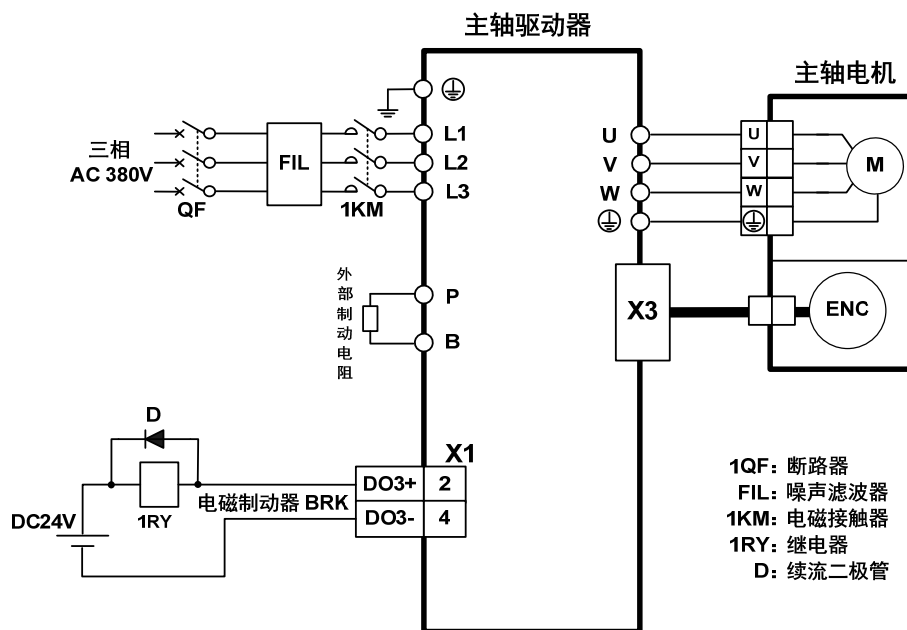 主轴驱动器
主轴电机
三相
AC 380V
QF
FIL
1KM
L1
L2
L3
U
V
W
U
V
W
M
外部制动电阻
P
B
X3
ENC
D
1RY
DC24V
电磁制动器 BRK
X1
DO3+ 2
DO3- 4
1QF: 断路器
FIL: 噪声滤波器
1KM: 电磁接触器
1RY: 继电器
D: 续流二极管